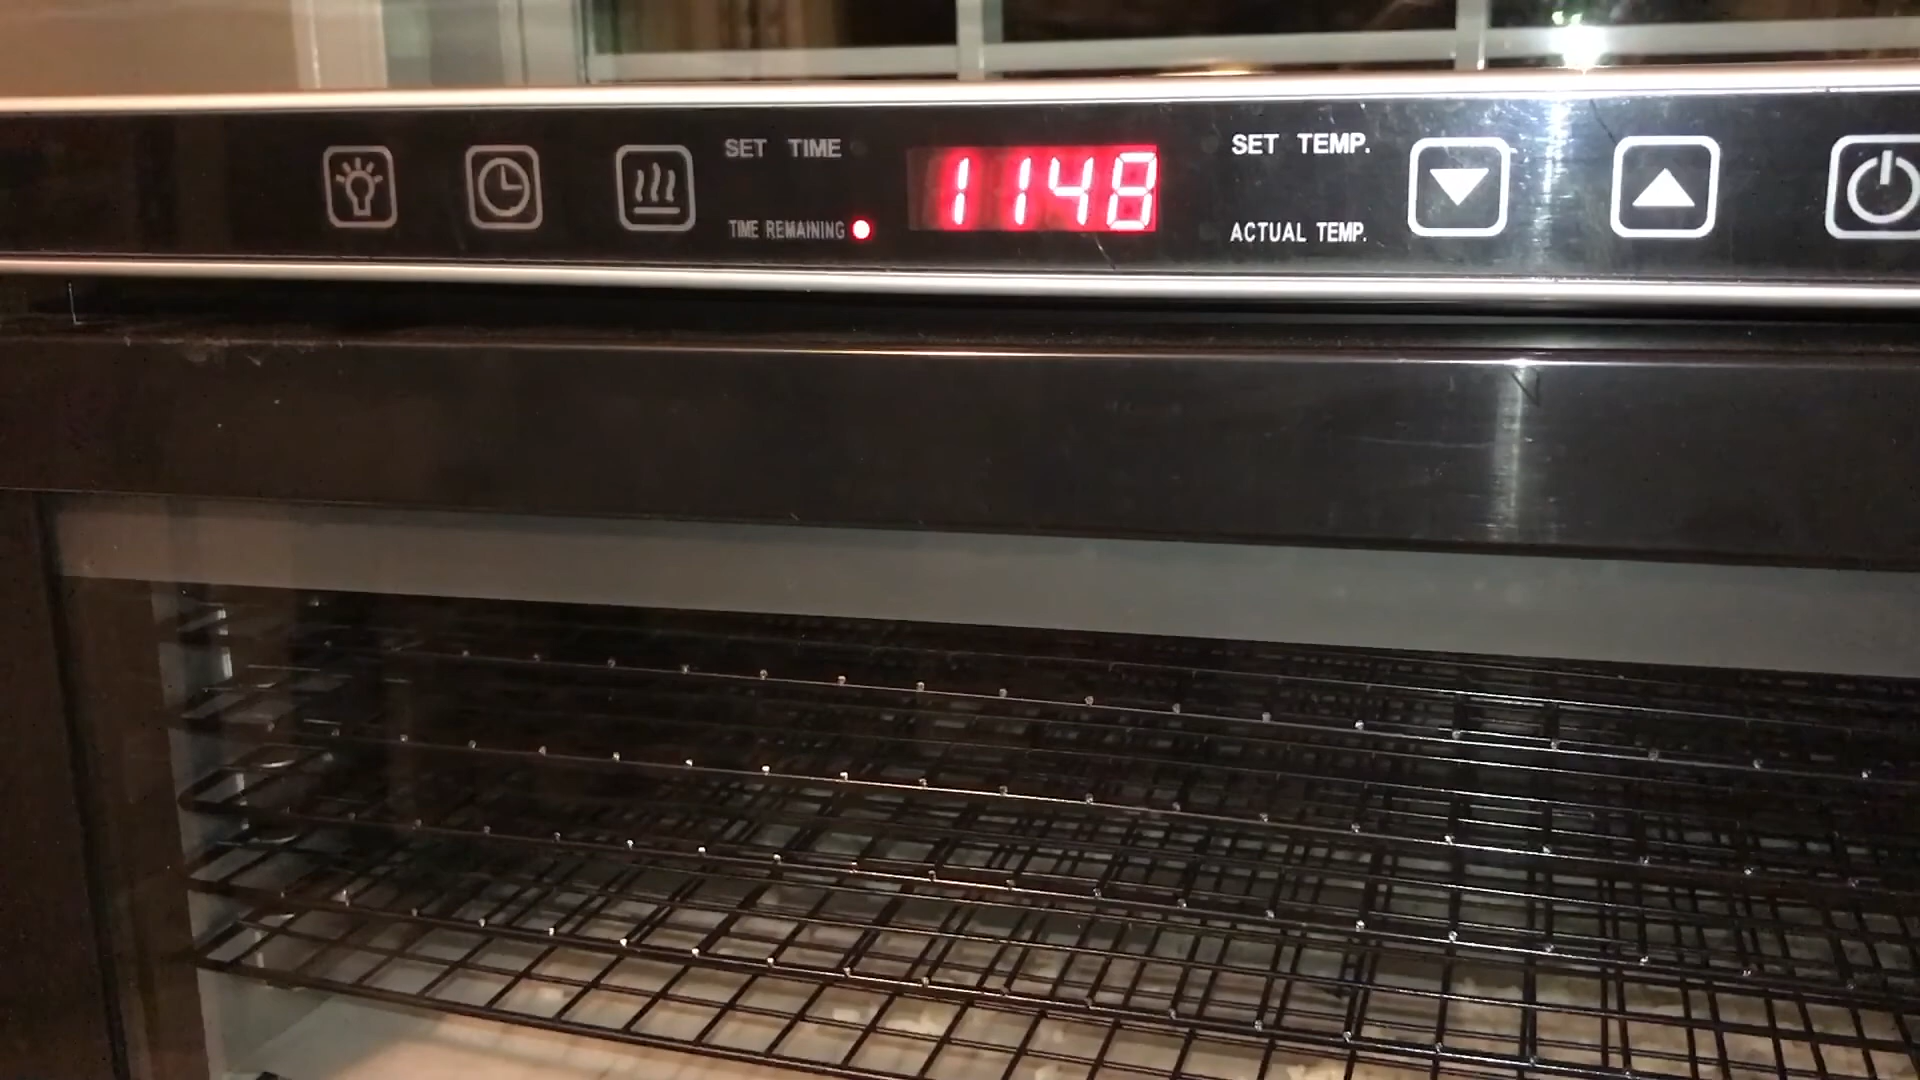 SET TIME
TIME REMAINING
1148
SET TEMP.
ACTUAL TEMP.